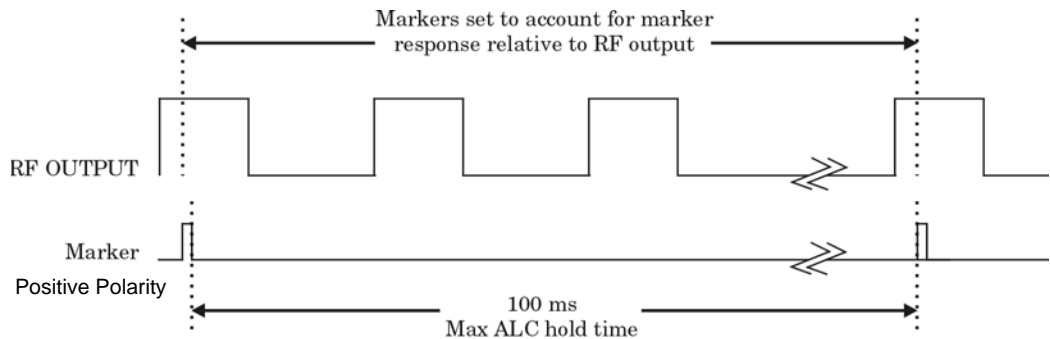 Markers set to account for marker
response relative to RF output
RF OUTPUT
Marker
Positive Polarity
100 ms
Max ALC hold time